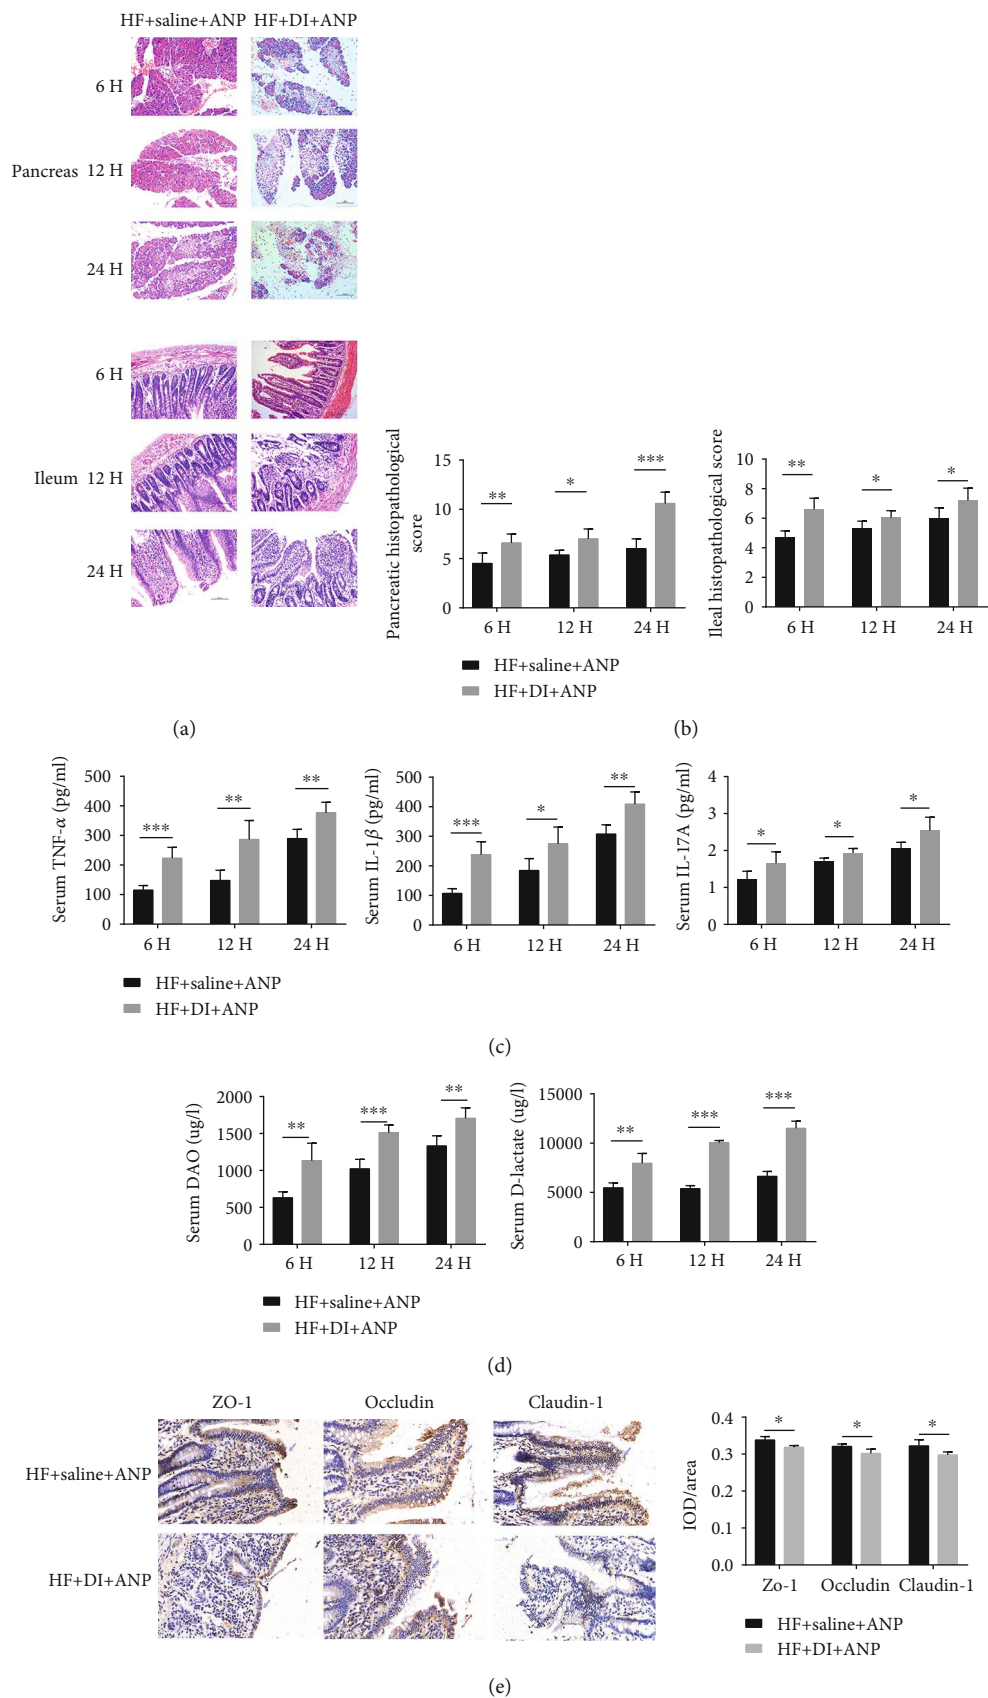 HF+saline+ANP HF+DI+ANP
6 H
Pancreas 12 H
24 H
6 H
Ileum 12 H
24 H
(a)
Pancreatic histopathological
score
15
10
5
0
** * ***
6 H 12 H 24 H
HF+saline+ANP
HF+DI+ANP
Ileal histopathological score
10
8
6
4
2
0
** * *
6 H 12 H 24 H
(b)
Serum TNF-α (pg/ml)
500
400
300
200
100
0
*** ** **
6 H 12 H 24 H
Serum IL-1β (pg/ml)
500
400
300
200
100
0
*** * **
6 H 12 H 24 H
Serum IL-17A (pg/ml)
4
3
2
1
0
* * *
6 H 12 H 24 H
HF+saline+ANP
HF+DI+ANP
(c)
Serum DAO (ug/l)
2000
1500
1000
500
0
** *** **
6 H 12 H 24 H
Serum D-lactate (ug/l)
15000
10000
5000
0
** *** ***
6 H 12 H 24 H
HF+saline+ANP
HF+DI+ANP
(d)
ZO-1 Occludin Claudin-1
HF+saline+ANP
HF+DI+ANP
IOD/area
0.4
0.3
0.2
0.1
0.0
* * *
Zo-1 Occludin Claudin-1
HF+saline+ANP
HF+DI+ANP
(e)